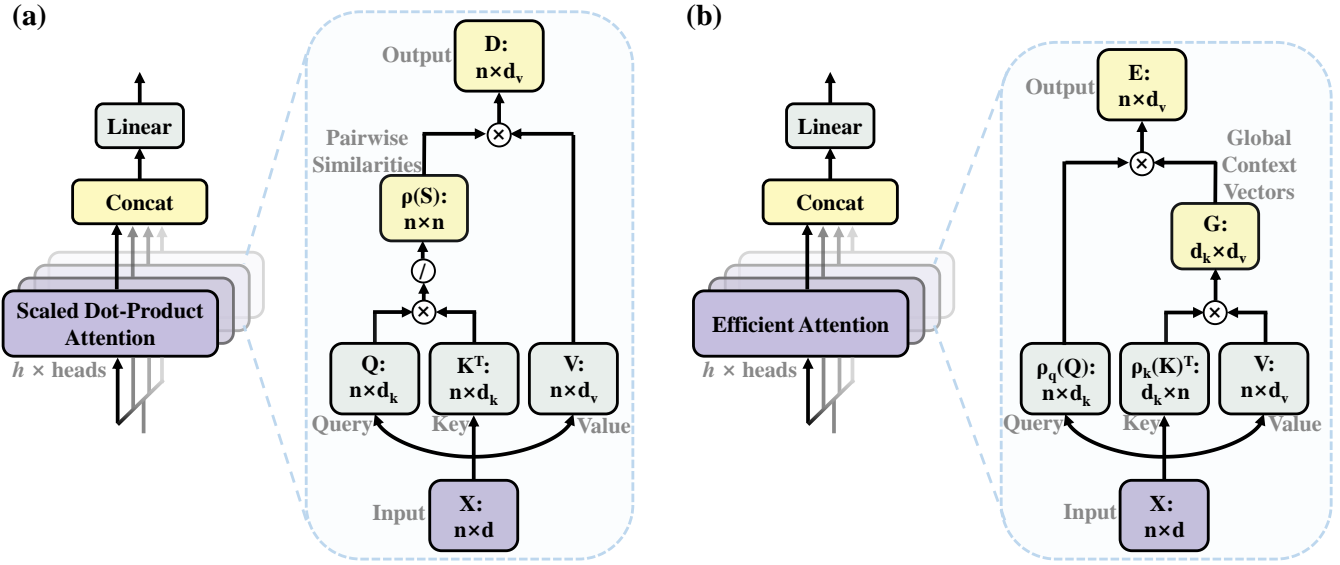 (a)
Output
D:
n×dᵥ
×
Linear
Pairwise
Similarities
Concat
ρ(S):
n×n
/
Scaled Dot-Product
Attention
×
h × heads
Q:
n×dₖ
Kᵀ:
n×dₖ
V:
n×dᵥ
Query
Key
Value
Input
X:
n×d
(b)
Output
E:
n×dᵥ
×
Linear
Global
Context
Vectors
Concat
G:
dₖ×dᵥ
Efficient Attention
×
h × heads
ρ_q(Q):
n×dₖ
ρₖ(K)ᵀ:
dₖ×n
V:
n×dᵥ
Query
Key
Value
Input
X:
n×d